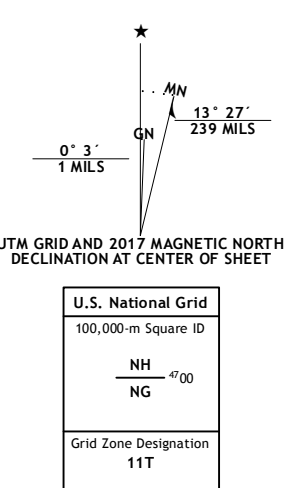 ★
MN
GN
13° 27´
239 MILS
0° 3´
1 MILS
UTM GRID AND 2017 MAGNETIC NORTH
DECLINATION AT CENTER OF SHEET
U.S. National Grid
100,000-m Square ID
NH
4700
NG
Grid Zone Designation
11T